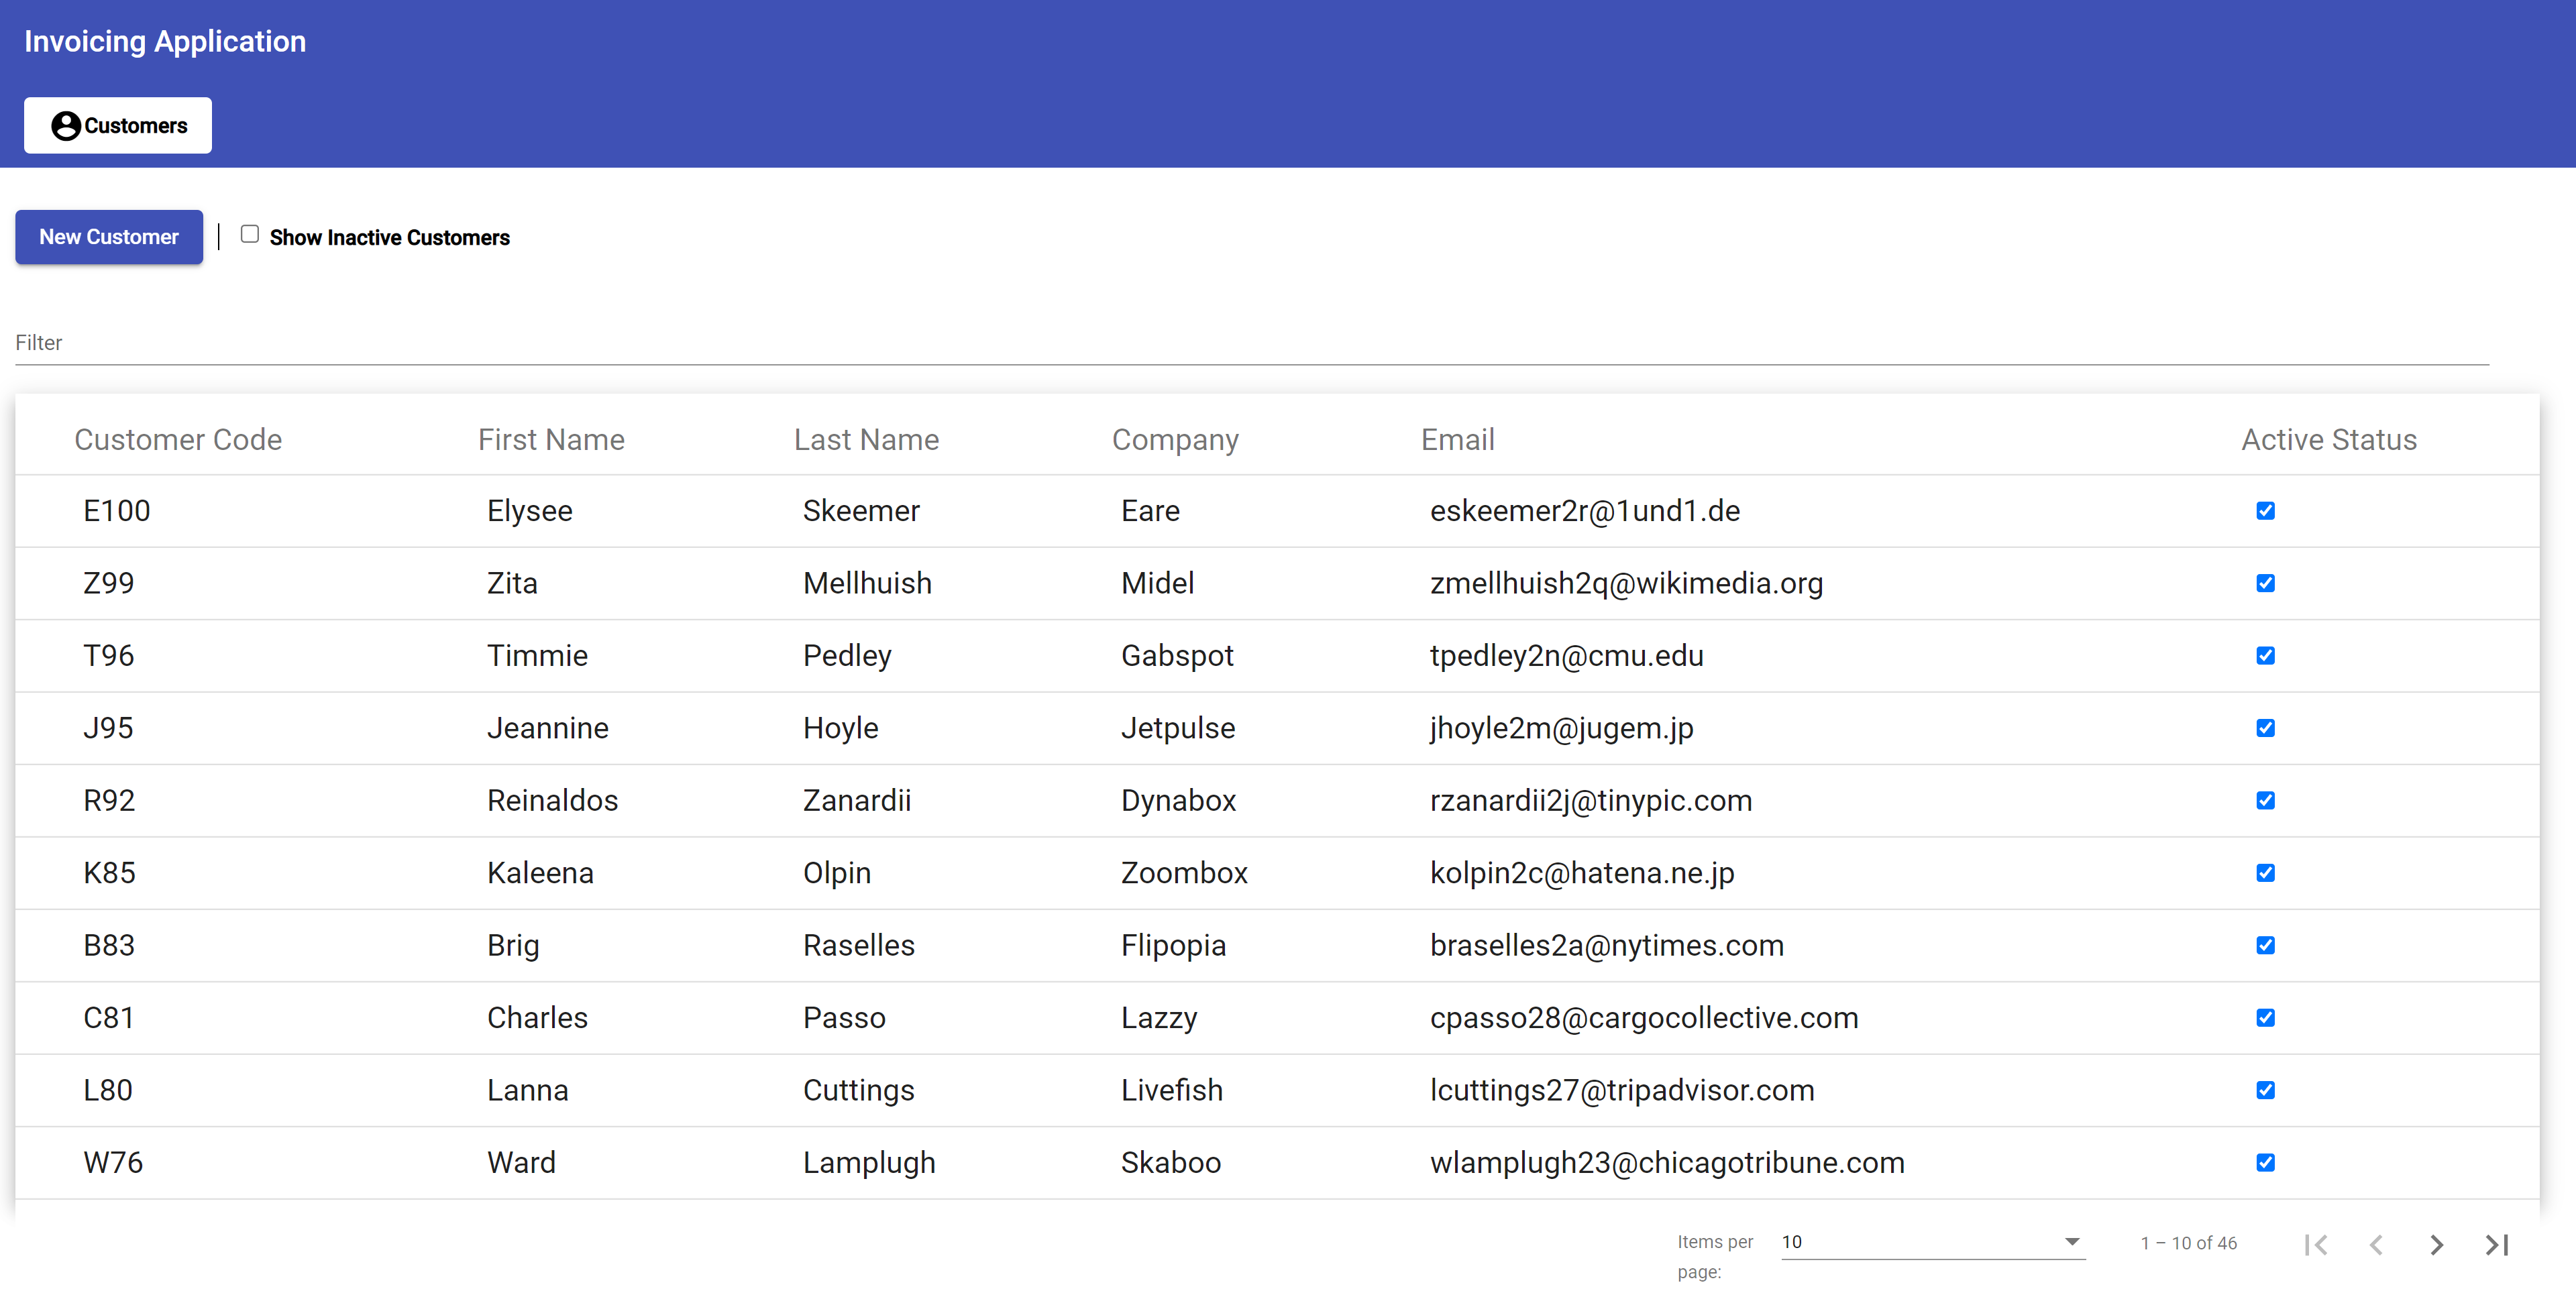 Invoicing Application
Customers
New Customer | Show Inactive Customers
Filter
Customer Code First Name Last Name Company Email Active Status
E100 Elysee Skeemer Eare eskeemer2r@1und1.de
Z99 Zita Mellhuish Midel zmellhuish2q@wikimedia.org
T96 Timmie Pedley Gabspot tpedley2n@cmu.edu
J95 Jeannine Hoyle Jetpulse jhoyle2m@jugem.jp
R92 Reinaldos Zanardii Dynabox rzanardii2j@tinypic.com
K85 Kaleena Olpin Zoombox kolpin2c@hatena.ne.jp
B83 Brig Raselles Flipopia braselles2a@nytimes.com
C81 Charles Passo Lazzy cpasso28@cargocollective.com
L80 Lanna Cuttings Livefish lcuttings27@tripadvisor.com
W76 Ward Lamplugh Skaboo wlamplugh23@chicagotribune.com
Items per page: 10 1 – 10 of 46